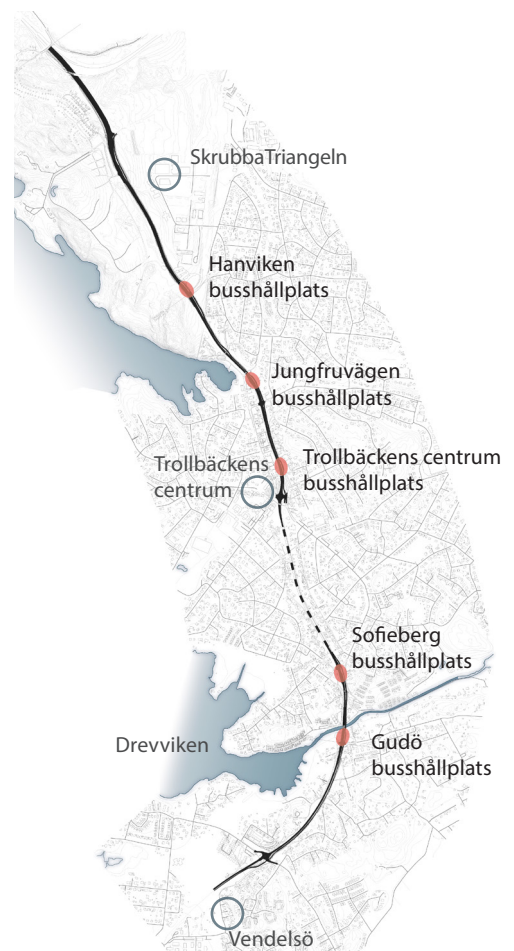 SkrubbaTriangeln
Hanviken
busshållplats
Jungfruvägen
busshållplats
Trollbäckens
centrum
Trollbäckens centrum
busshållplats
Sofieberg
busshållplats
Drevviken
Gudö
busshållplats
Vendelsö